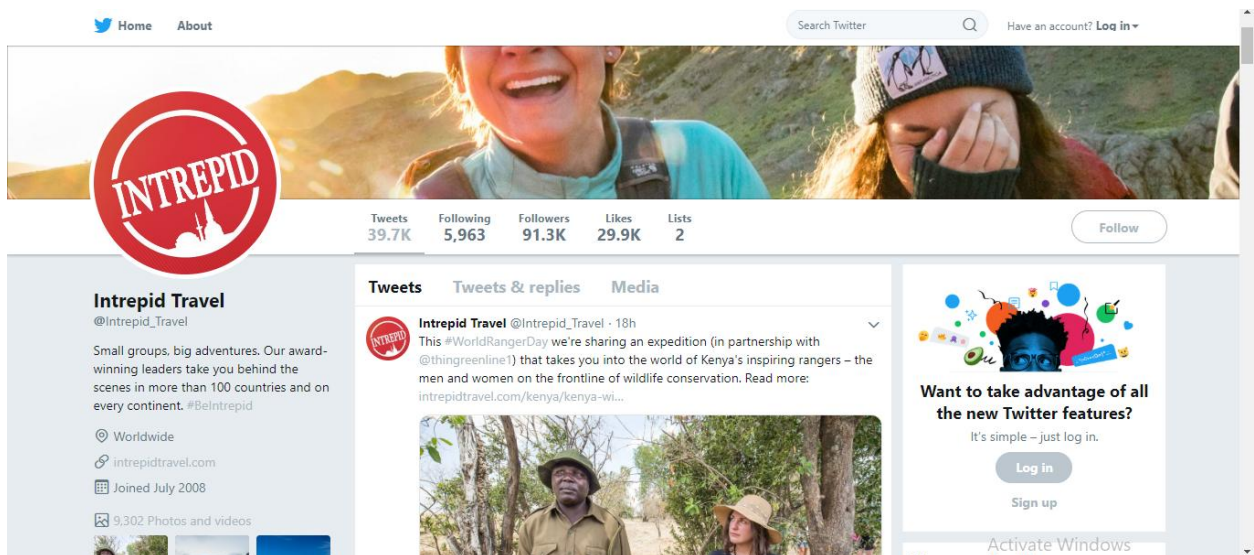 Home About
Search Twitter
Have an account? Log in
INTREPID
Tweets Following Followers Likes Lists
39.7K 5,963 91.3K 29.9K 2
Follow
Intrepid Travel
@Intrepid_Travel
Small groups, big adventures. Our award-
winning leaders take you behind the
scenes in more than 100 countries and on
every continent. #BeIntrepid
Worldwide
intrepidtravel.com
Joined July 2008
9,302 Photos and videos
Tweets Tweets & replies Media
INTREPID
Intrepid Travel @Intrepid_Travel · 18h
This #WorldRangerDay we're sharing an expedition (in partnership with
@thingreenline1) that takes you into the world of Kenya's inspiring rangers – the
men and women on the frontline of wildlife conservation. Read more:
intrepidtravel.com/kenya/kenya-wi...
Want to take advantage of all
the new Twitter features?
It's simple – just log in.
Log in
Sign up
Activate Windows